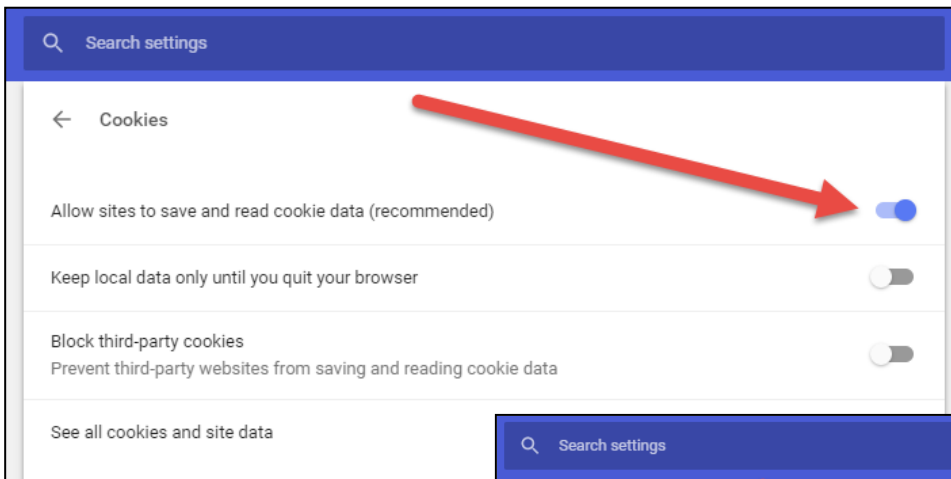 Search settings
Cookies
Allow sites to save and read cookie data (recommended)
Keep local data only until you quit your browser
Block third-party cookies
Prevent third-party websites from saving and reading cookie data
See all cookies and site data
Search settings